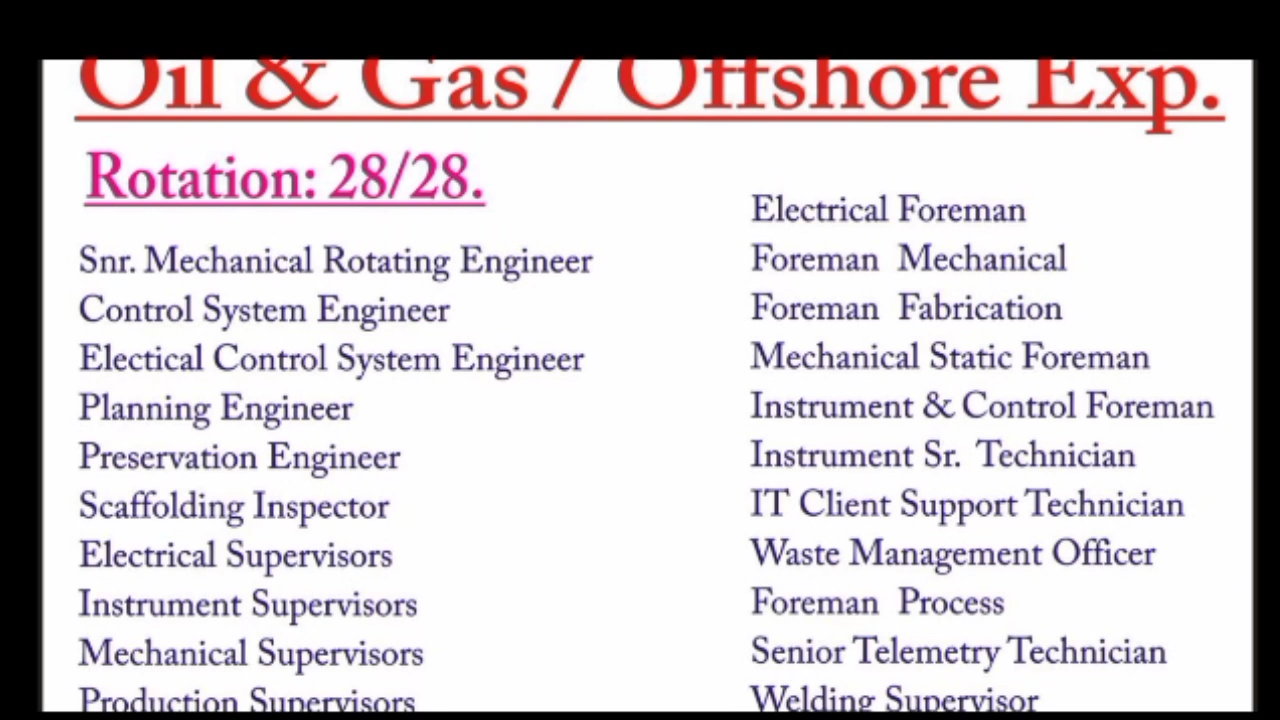 Oil & Gas / Offshore Exp.
Rotation: 28/28.
Snr. Mechanical Rotating Engineer
Control System Engineer
Electical Control System Engineer
Planning Engineer
Preservation Engineer
Scaffolding Inspector
Electrical Supervisors
Instrument Supervisors
Mechanical Supervisors
Production Supervisors
Electrical Foreman
Foreman Mechanical
Foreman Fabrication
Mechanical Static Foreman
Instrument & Control Foreman
Instrument Sr. Technician
IT Client Support Technician
Waste Management Officer
Foreman Process
Senior Telemetry Technician
Welding Supervisor